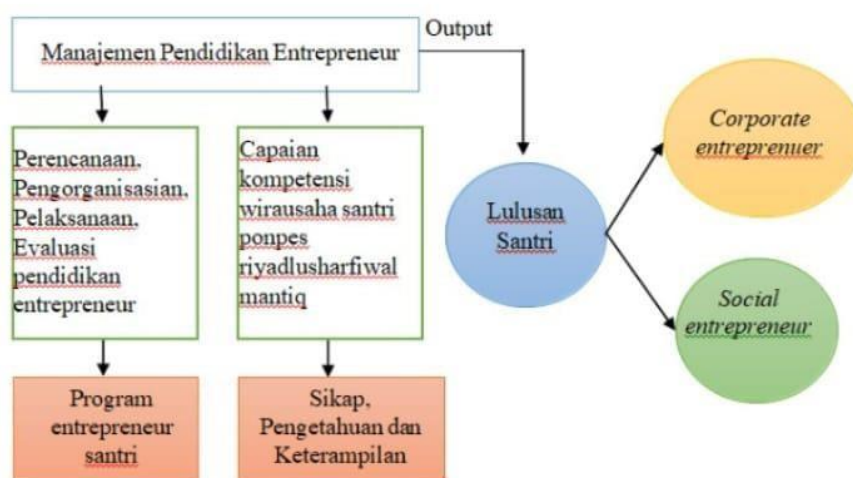 Manajemen Pendidikan Entrepreneur
Output
Perencanaan,
Pengorganisasian,
Pelaksanaan,
Evaluasi
pendidikan
entrepreneur
Capaian
kompetensi
wirausaha santri
ponpes
riyadlusharfiwal
mantiq
Program
entrepreneur
santri
Sikap,
Pengetahuan dan
Keterampilan
Lulusan
Santri
Corporate
entreprenuer
Social
entrepreneur